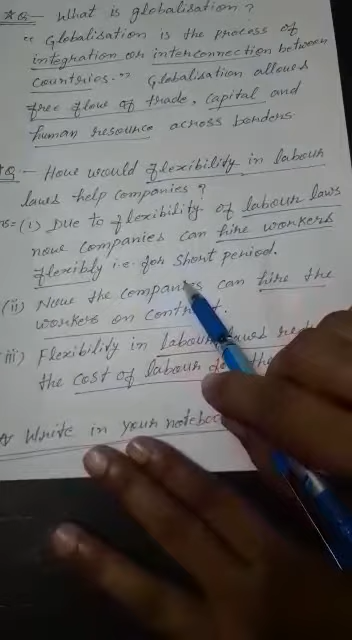 *Q - What is globalisation?
"Globalisation is the process of
integration or interconnection between
countries." Globalisation allows
free flow of trade, capital and
human resource across borders.
Q - How would flexibility in labour
laws help companies?
ns = (i) Due to flexibility of labour laws
now companies can hire workers
flexibly i.e. for short period.
(ii) Now the companies can hire the
workers on
iii) Flexibility in labour laws
the cost of labour
Write in your